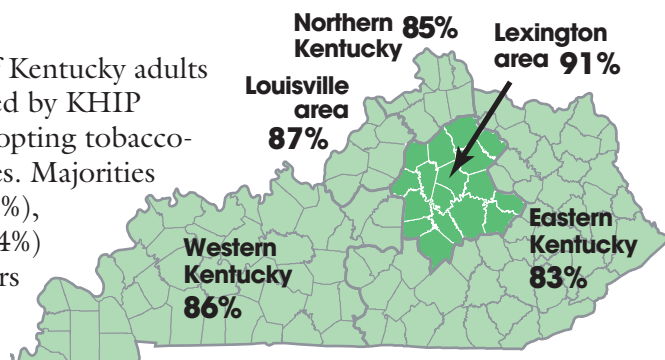 f Kentucky adults
ed by KHIP
opting tobacco-
es. Majorities
%),
4%)
rs
Northern 85%
Kentucky
Lexington
area 91%
Louisville
area
87%
Western
Kentucky
86%
Eastern
Kentucky
83%